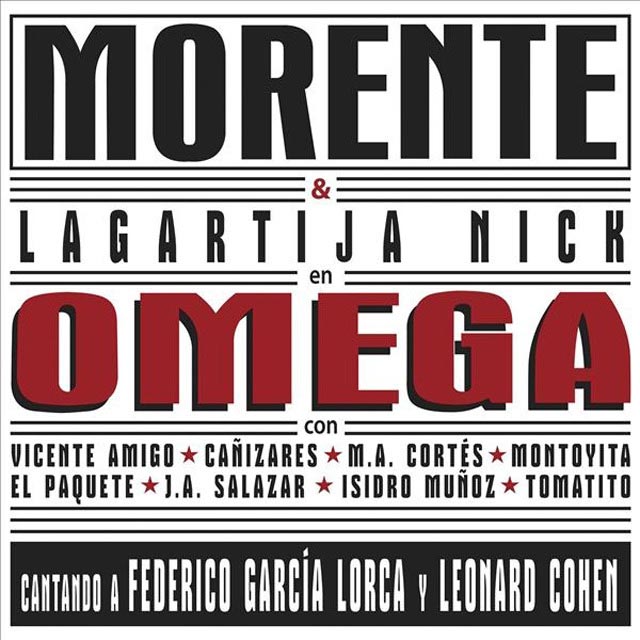 MORENTE
&
LAGARTIJA NICK
en
OMEGA
con
VICENTE AMIGO ★ CAÑIZARES ★ M.A. CORTÉS ★ MONTOYITA
EL PAQUETE ★ J.A. SALAZAR ★ ISIDRO MUÑOZ ★ TOMATITO
CANTANDO A FEDERICO GARCÍA LORCA Y LEONARD COHEN